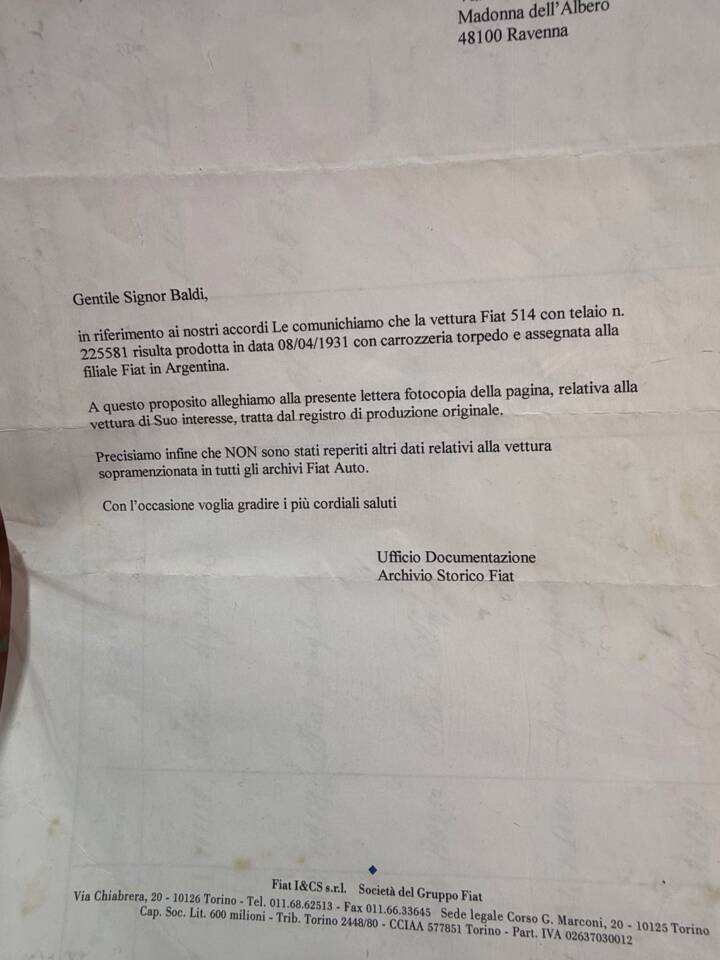 Madonna dell'Albero
48100 Ravenna
Gentile Signor Baldi,
in riferimento ai nostri accordi Le comunichiamo che la vettura Fiat 514 con telaio n.
225581 risulta prodotta in data 08/04/1931 con carrozzeria torpedo e assegnata alla
filiale Fiat in Argentina.
A questo proposito alleghiamo alla presente lettera fotocopia della pagina, relativa alla
vettura di Suo interesse, tratta dal registro di produzione originale.
Precisiamo infine che NON sono stati reperiti altri dati relativi alla vettura
sopramenzionata in tutti gli archivi Fiat Auto.
Con l'occasione voglia gradire i più cordiali saluti
Ufficio Documentazione
Archivio Storico Fiat
Fiat I&CS s.r.l. Società del Gruppo Fiat
Via Chiabrera, 20 - 10126 Torino - Tel. 011.68.62513 - Fax 011.66.33645 Sede legale Corso G. Marconi, 20 - 10125 Torino
Cap. Soc. Lit. 600 milioni - Trib. Torino 2448/80 - CCIAA 577851 Torino - Part. IVA 02637030012